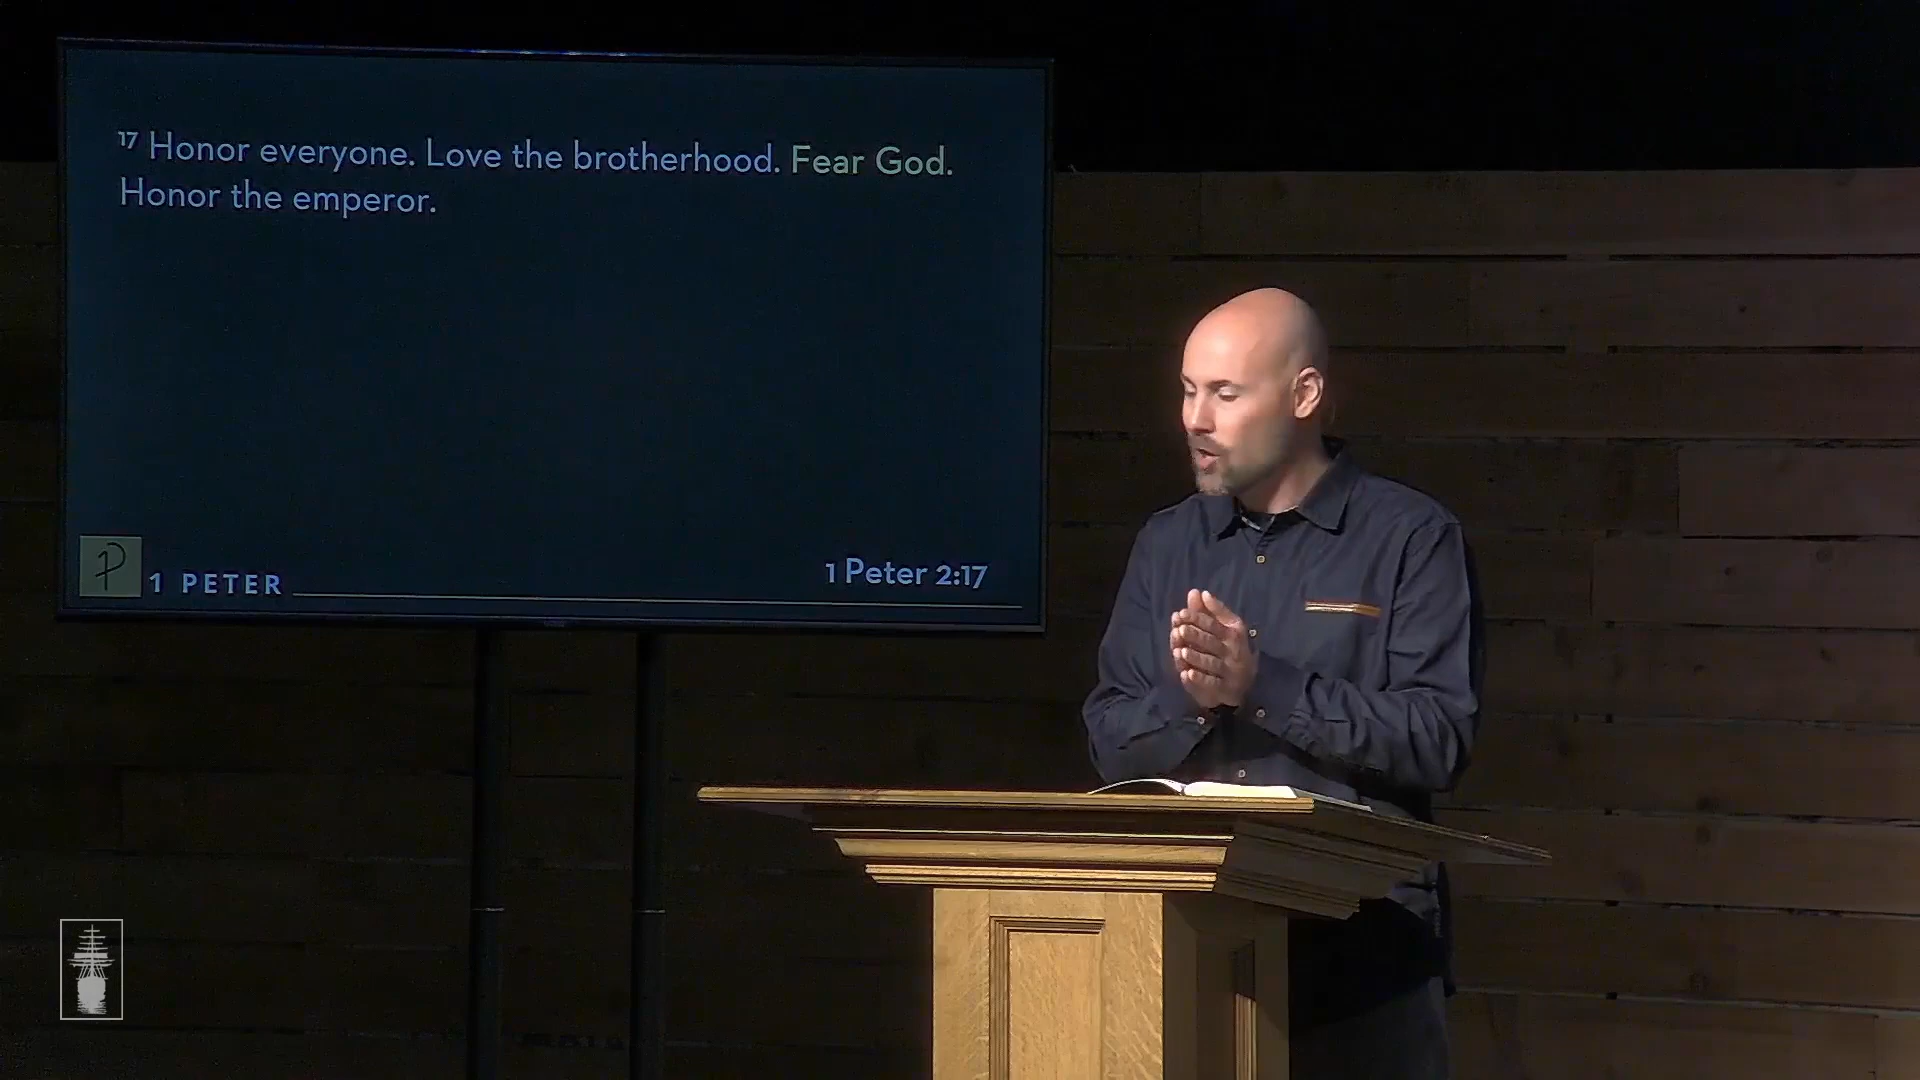 17 Honor everyone. Love the brotherhood. Fear God.
Honor the emperor.
1 PETER
1 Peter 2:17